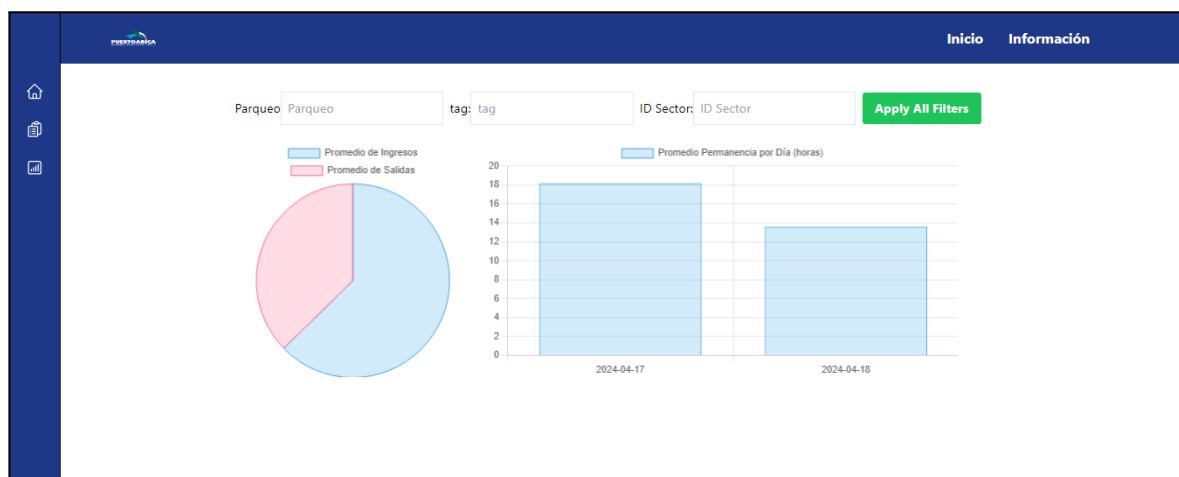 PUERTOARICA
Inicio Información
Parqueo Parqueo tag: tag ID Sector: ID Sector Apply All Filters
Promedio de Ingresos
Promedio de Salidas
Promedio Permanencia por Día (horas)
20
18
16
14
12
10
8
6
4
2
0
2024-04-17 2024-04-18